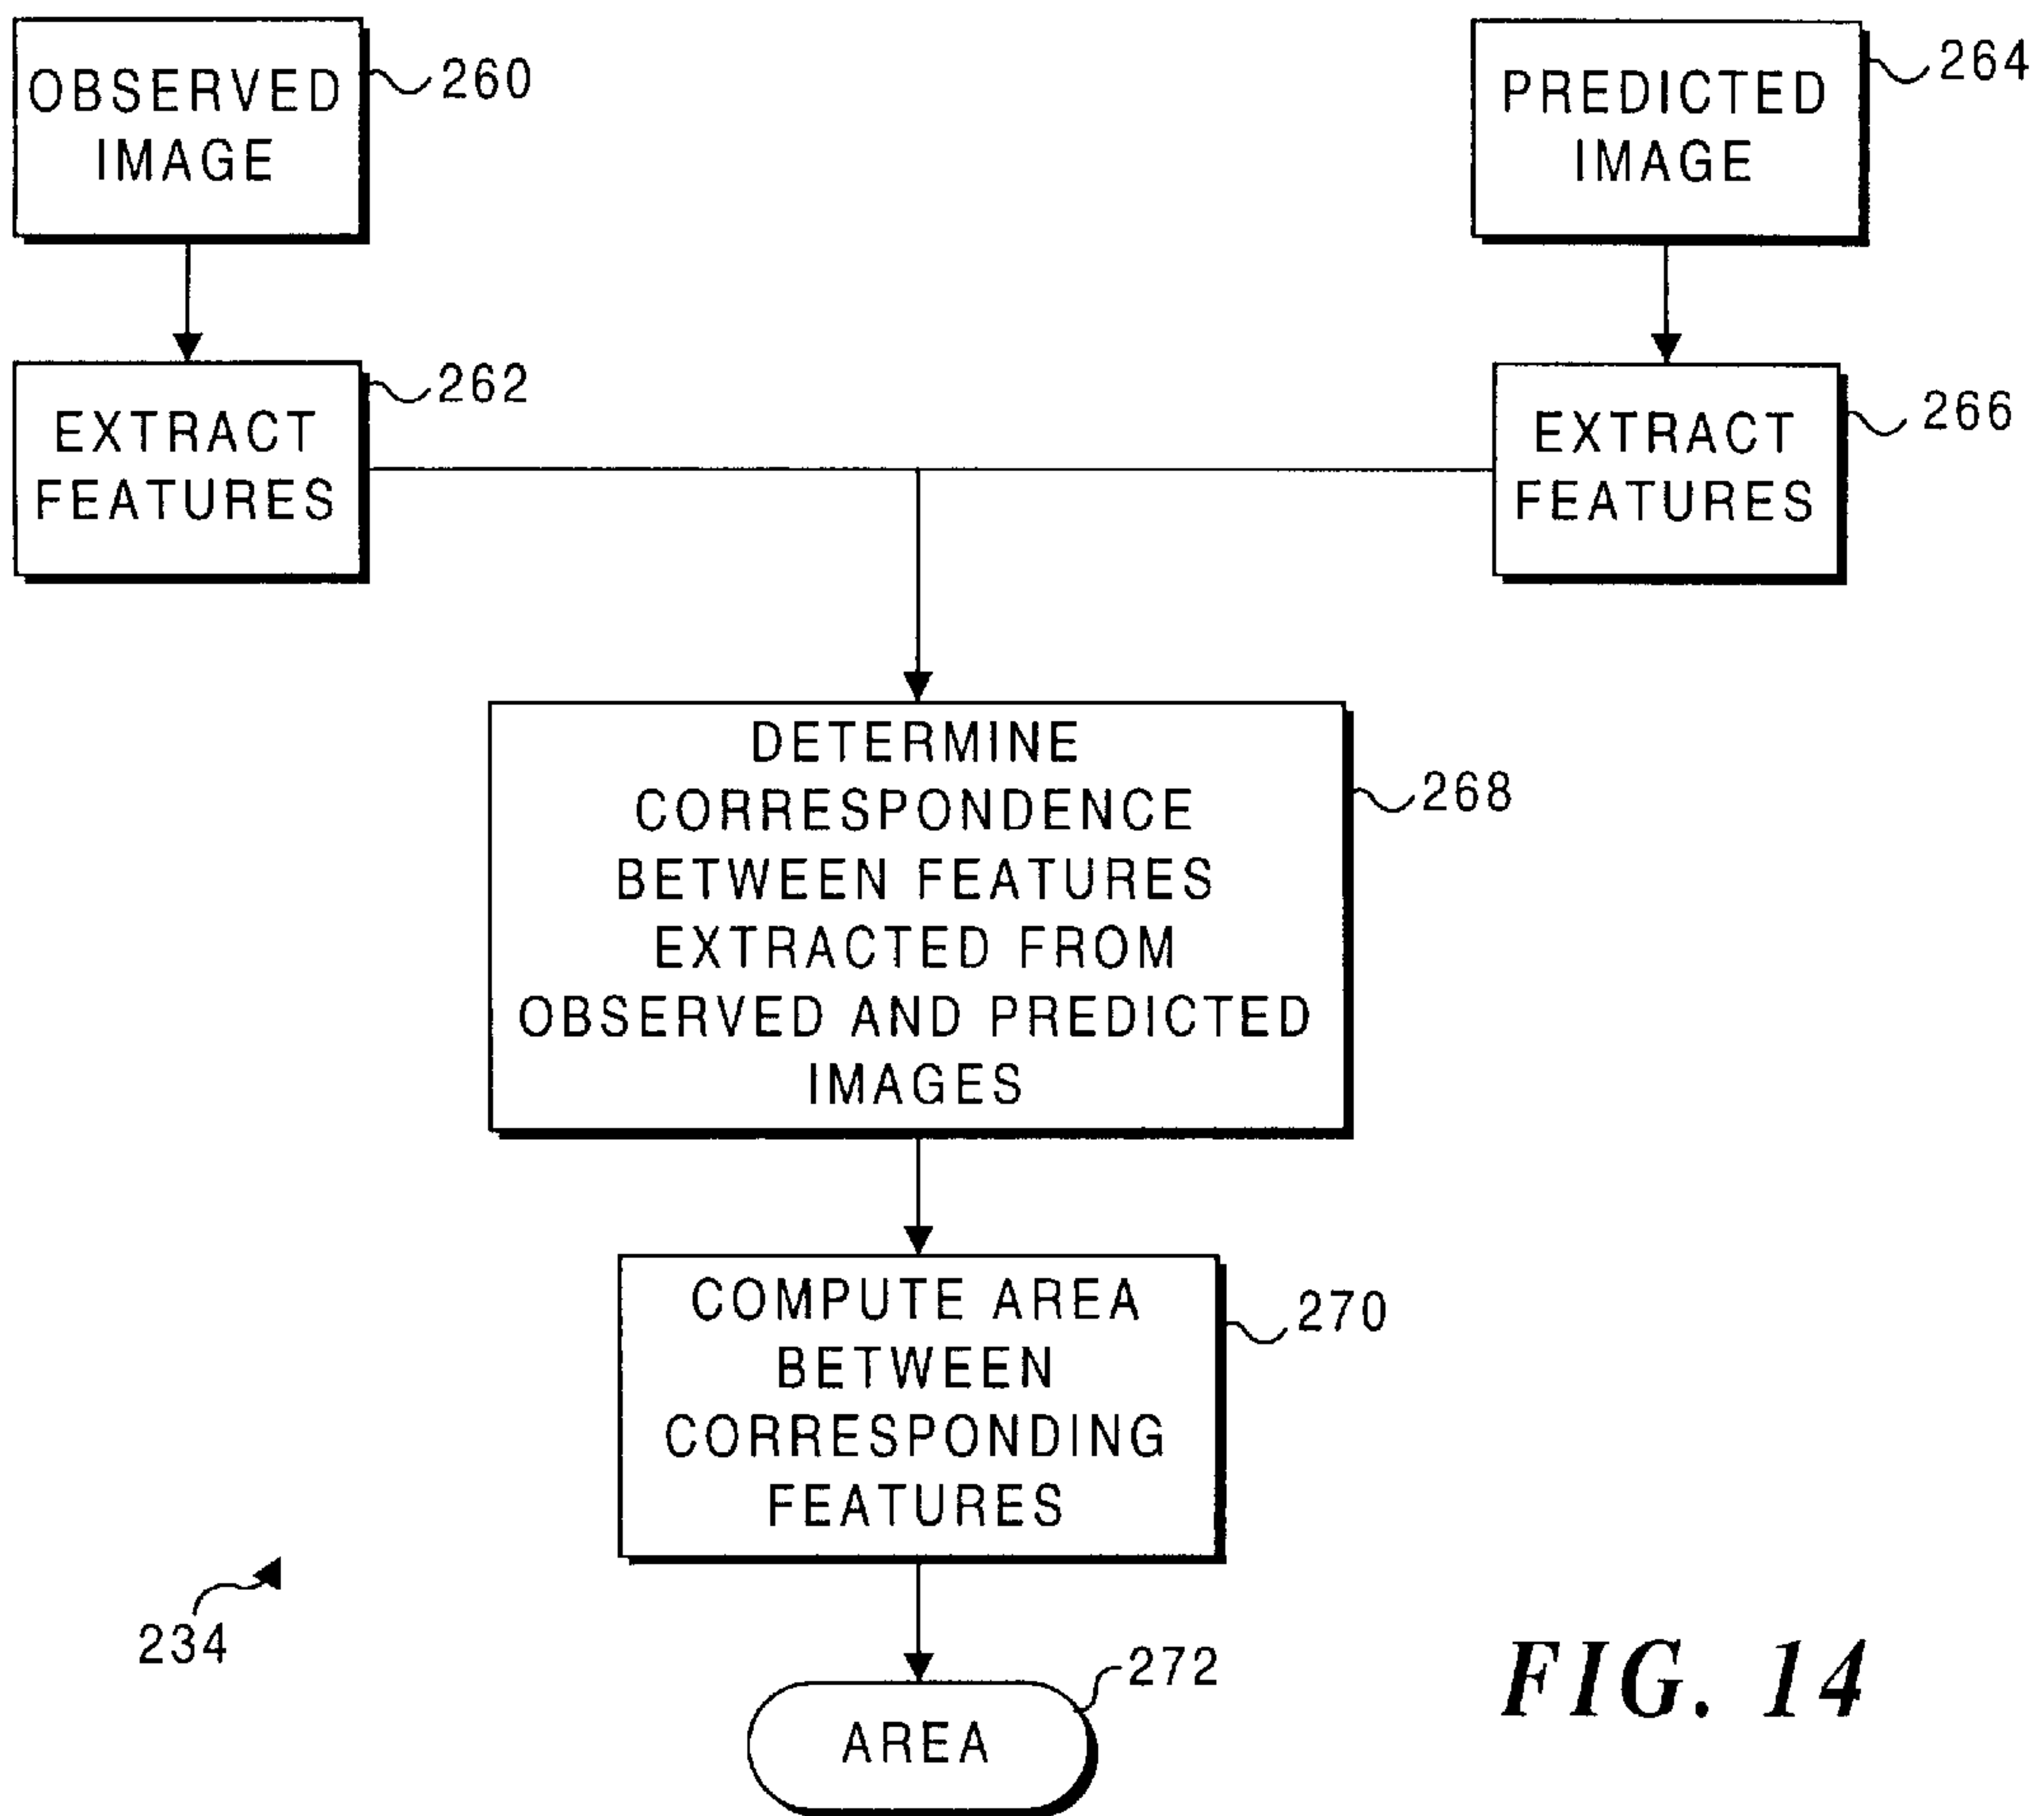 OBSERVED
IMAGE
260
PREDICTED
IMAGE
264
EXTRACT
FEATURES
262
EXTRACT
FEATURES
266
DETERMINE
CORRESPONDENCE
BETWEEN FEATURES
EXTRACTED FROM
OBSERVED AND PREDICTED
IMAGES
268
COMPUTE AREA
BETWEEN
CORRESPONDING
FEATURES
270
234
AREA
272
FIG. 14